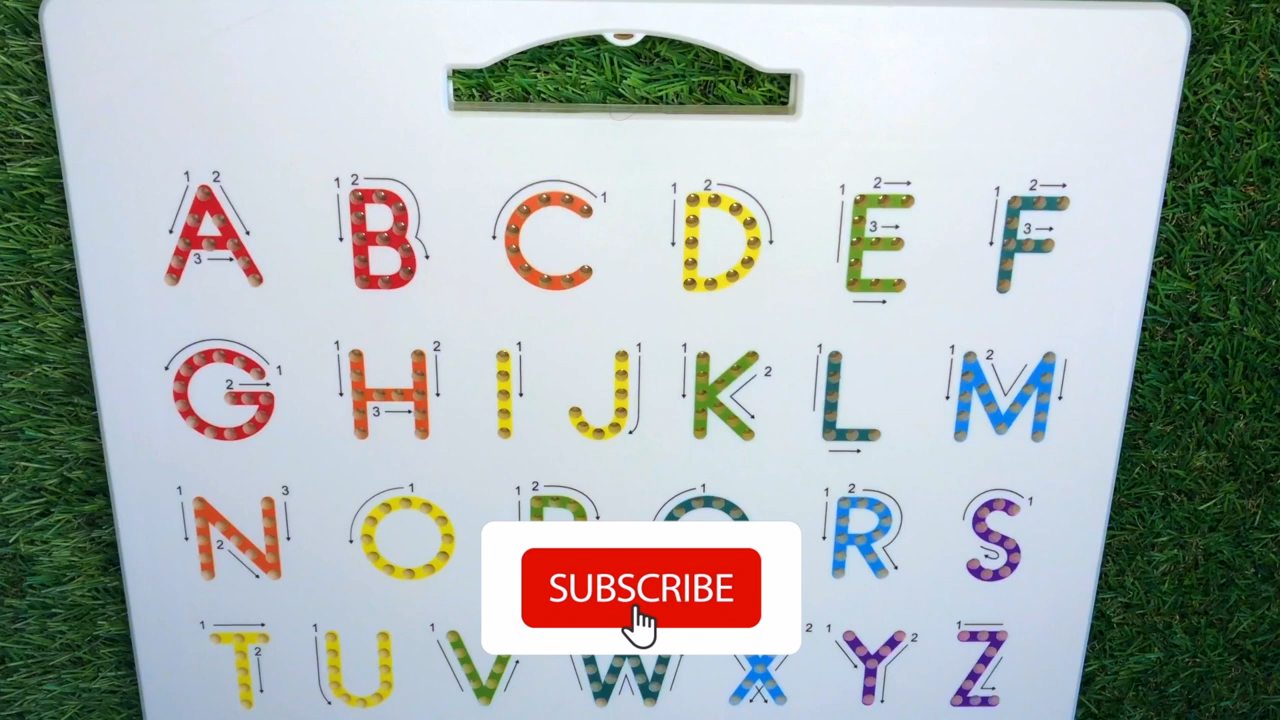 A B C D E F
G H I J K L M
N O P Q R S
SUBSCRIBE
T U V W X Y Z